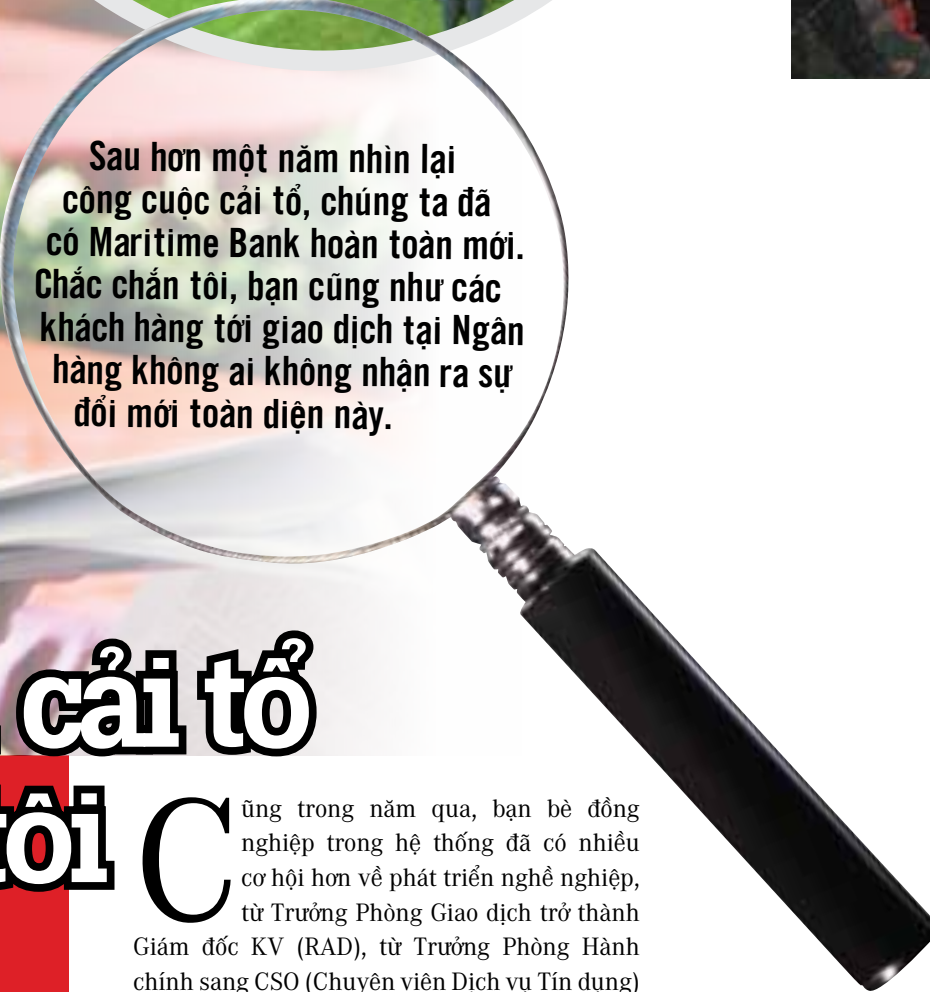 Sau hơn một năm nhìn lại
công cuộc cải tổ, chúng ta đã
có Maritime Bank hoàn toàn mới.
Chắc chắn tôi, bạn cũng như các
khách hàng tới giao dịch tại Ngân
hàng không ai không nhận ra sự
đổi mới toàn diện này.
cải tổ
tôi
Cũng trong năm qua, bạn bè đồng
nghiệp trong hệ thống đã có nhiều
cơ hội hơn về phát triển nghề nghiệp,
từ Trưởng Phòng Giao dịch trở thành
Giám đốc KV (RAD), từ Trưởng Phòng Hành
chính sang CSO (Chuyên viên Dịch vụ Tín dụng)